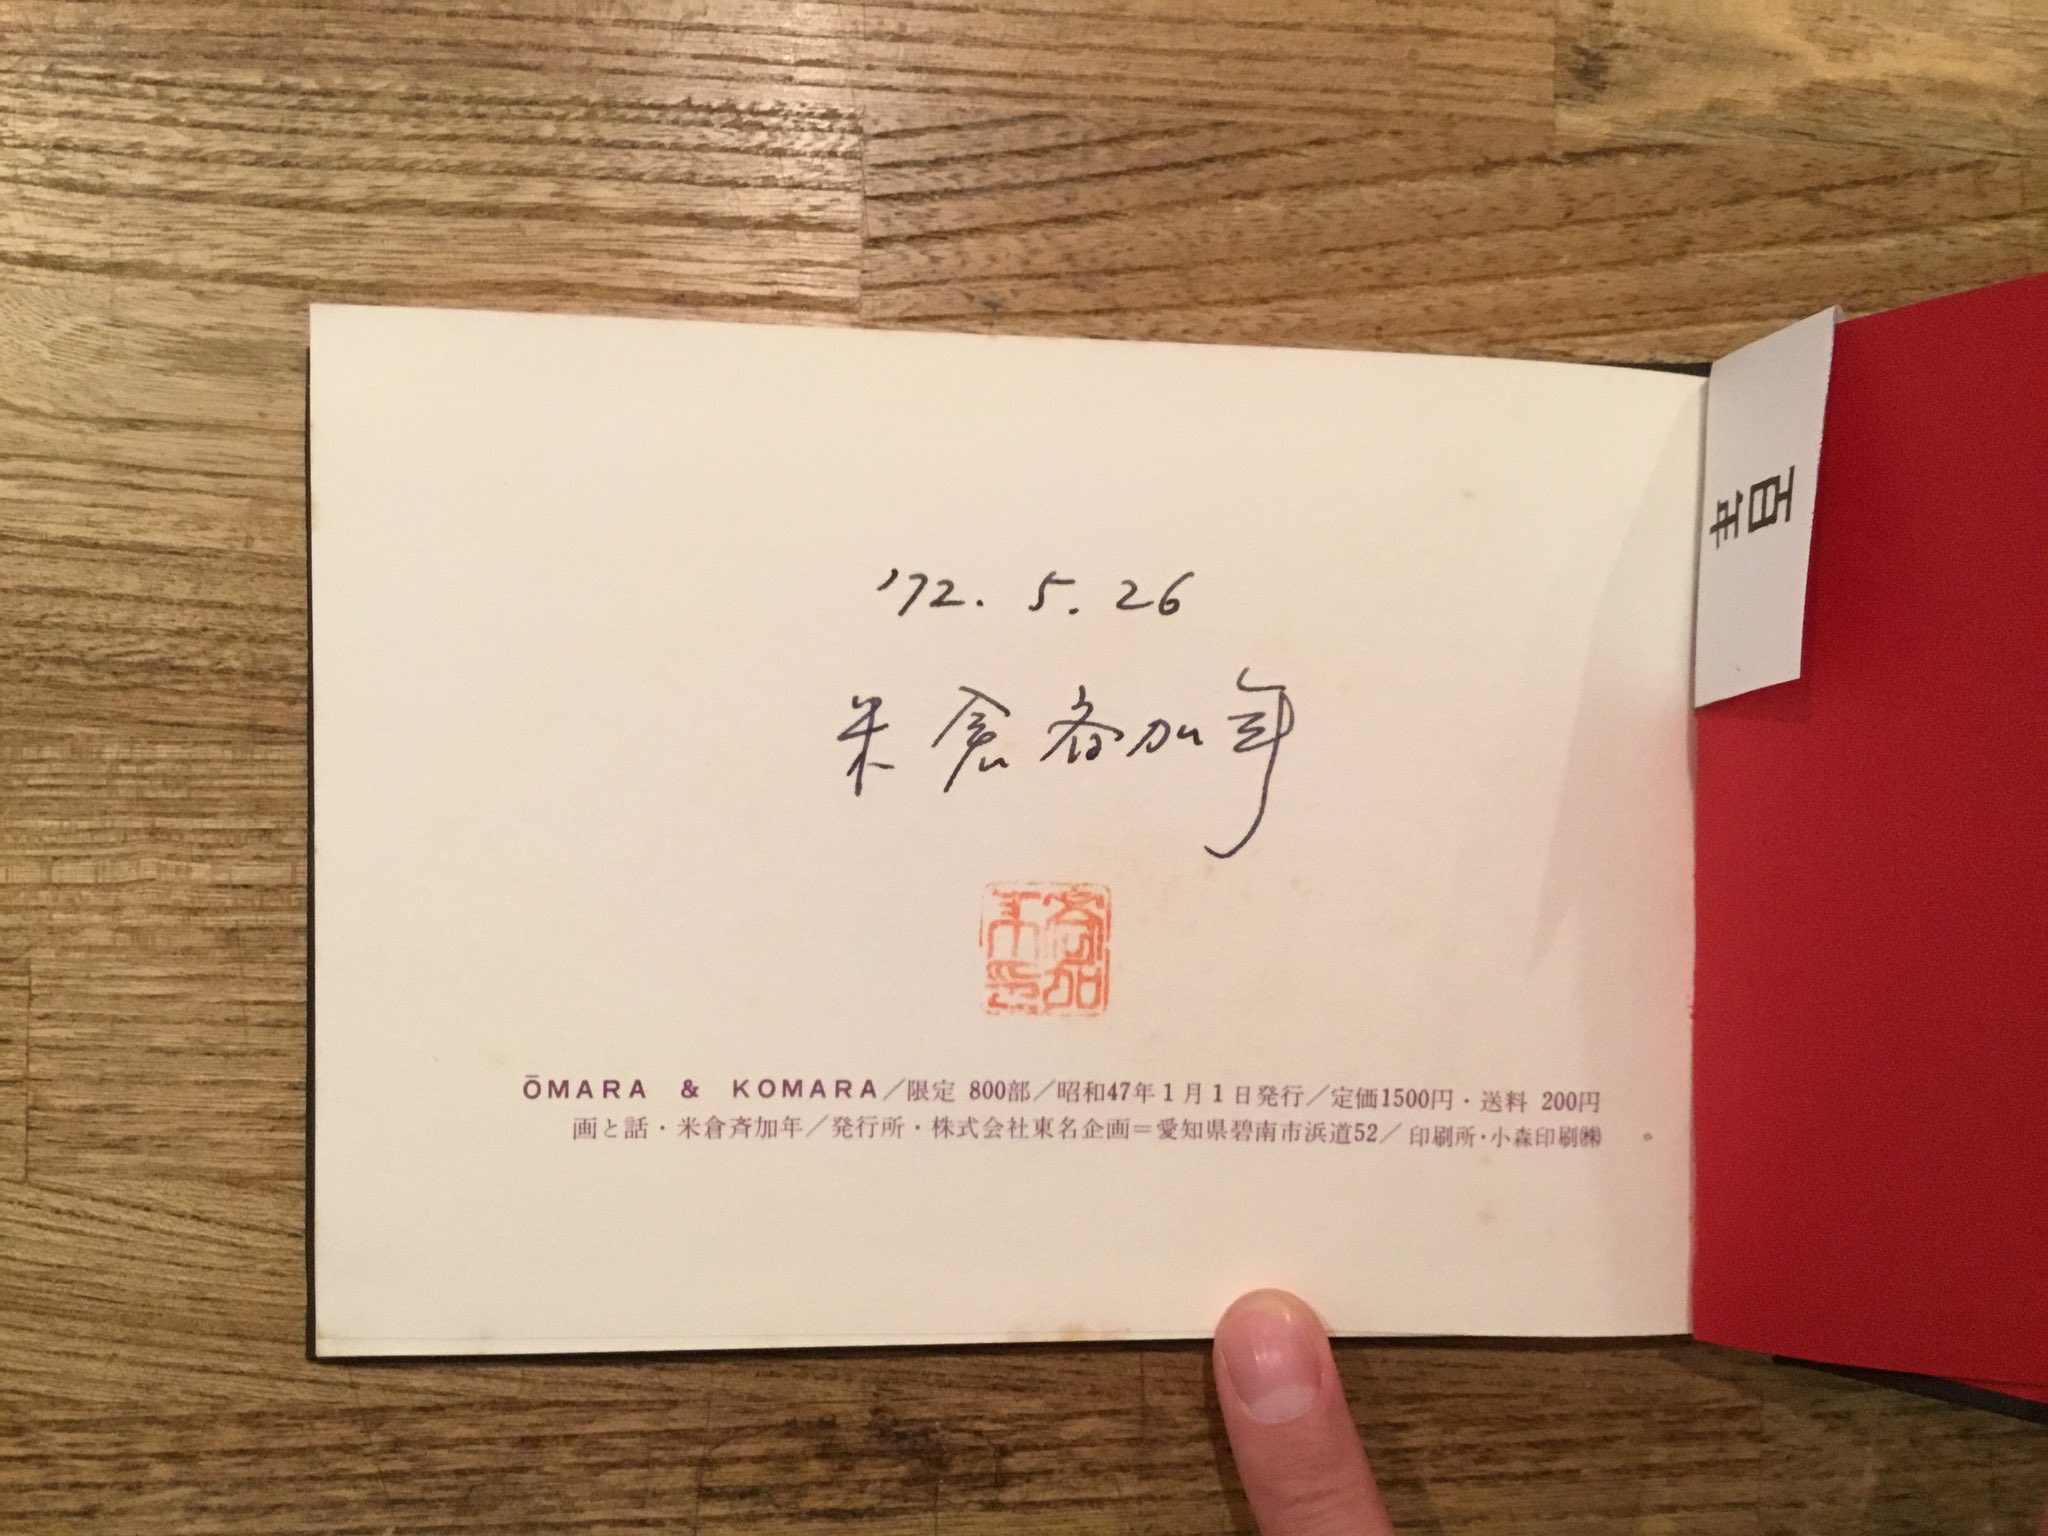 '72. 5. 26
米倉斉加年
ŌMARA & KOMARA／限定 800部／昭和47年1月1日発行／定価1500円・送料 200円
画と話・米倉斉加年／発行所・株式会社東名企画＝愛知県碧南市浜道52／印刷所・小森印刷㈱
百年